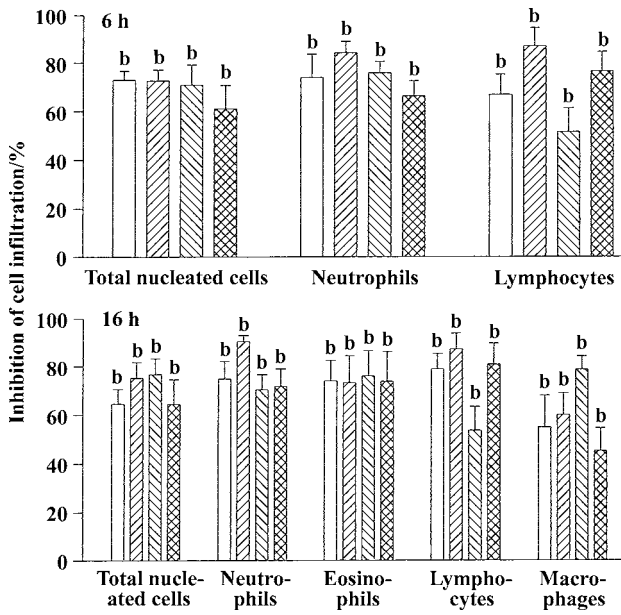 Inhibition of cell infiltration/%
6 h
100
80
60
40
20
0
b b b b
b b b b
b b b b
Total nucleated cells Neutrophils Lymphocytes
16 h
100
80
60
40
20
0
b b b b
b b b b
b b b b
b b b b
b b b b
Total nucle- Neutro- Eosino- Lympho- Macro-
ated cells phils phils cytes phages